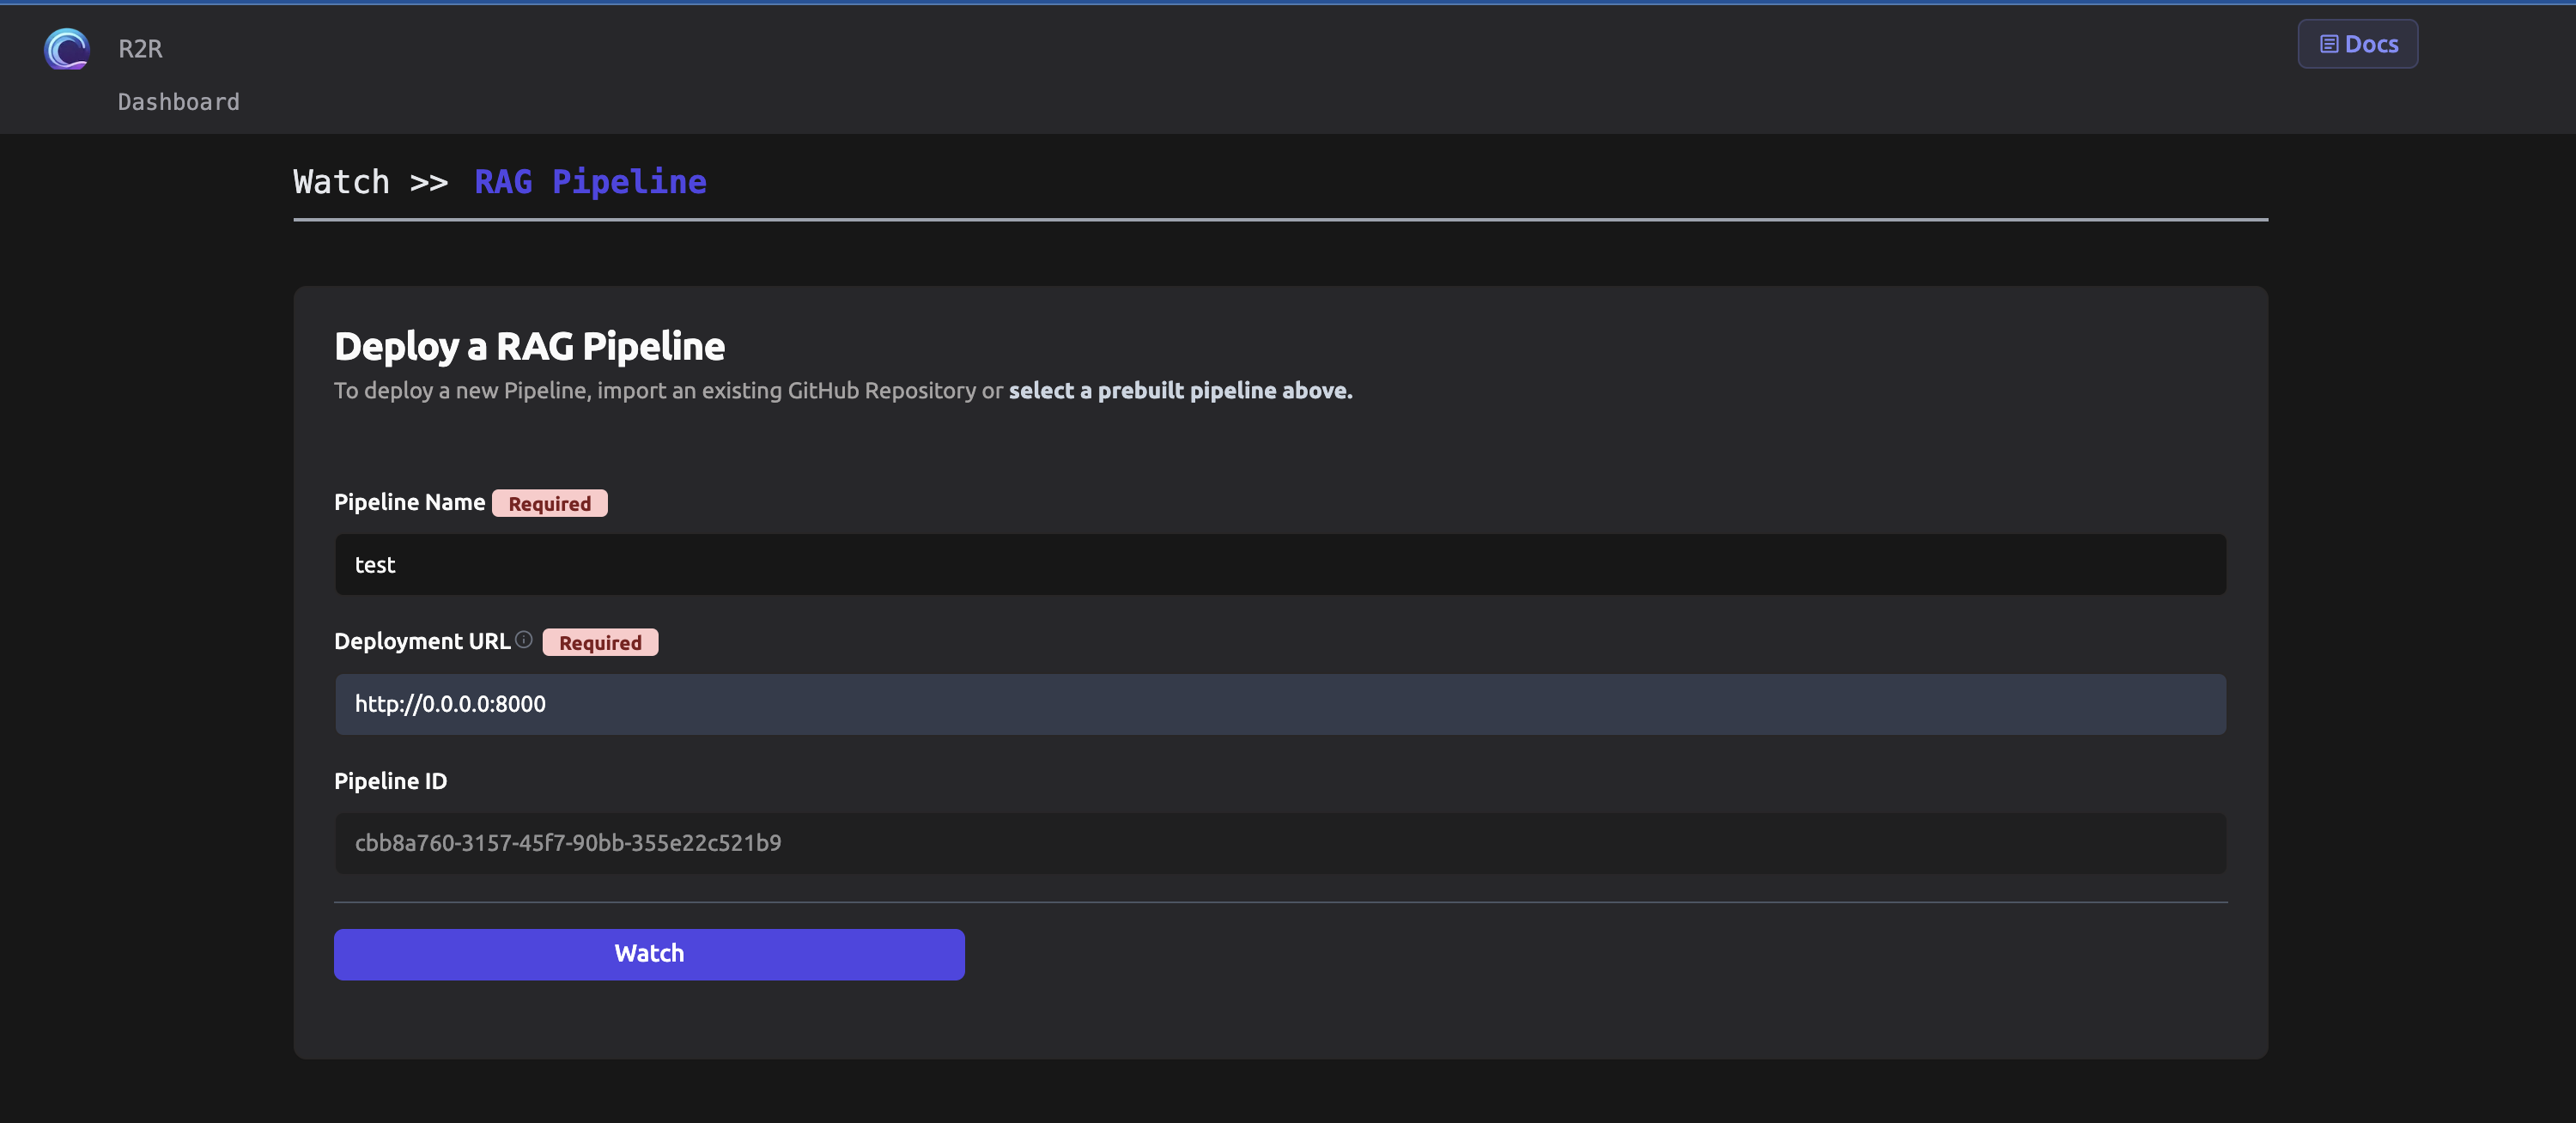 R2R
Docs
Dashboard
Watch >> RAG Pipeline
Deploy a RAG Pipeline
To deploy a new Pipeline, import an existing GitHub Repository or select a prebuilt pipeline above.
Pipeline Name Required
test
Deployment URL Required
http://0.0.0.0:8000
Pipeline ID
cbb8a760-3157-45f7-90bb-355e22c521b9
Watch